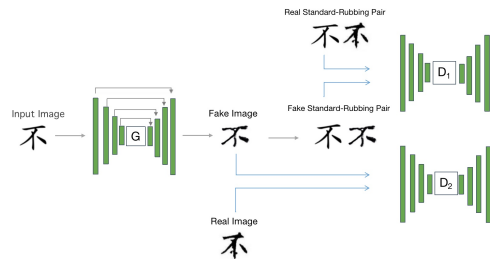 Real Standard-Rubbing Pair
不 不
D1
Input Image
不
G
Fake Image
不
Fake Standard-Rubbing Pair
不 不
D2
Real Image
不